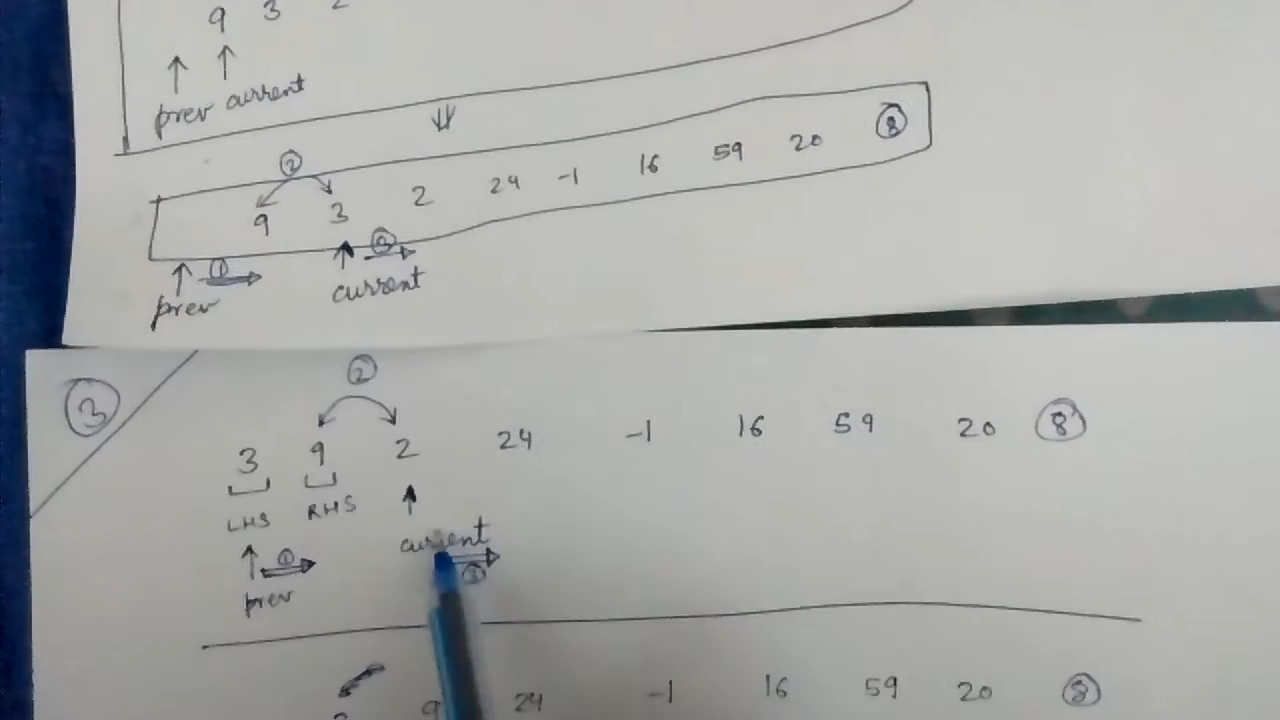 9 3 2
prev current
②
9 3 2 24 -1 16 59 20 ⑧
① ③
prev current
③
②
3 9 2 24 -1 16 59 20 ⑧
LHS RHS
current
① ③
prev
9 24 -1 16 59 20 ⑧